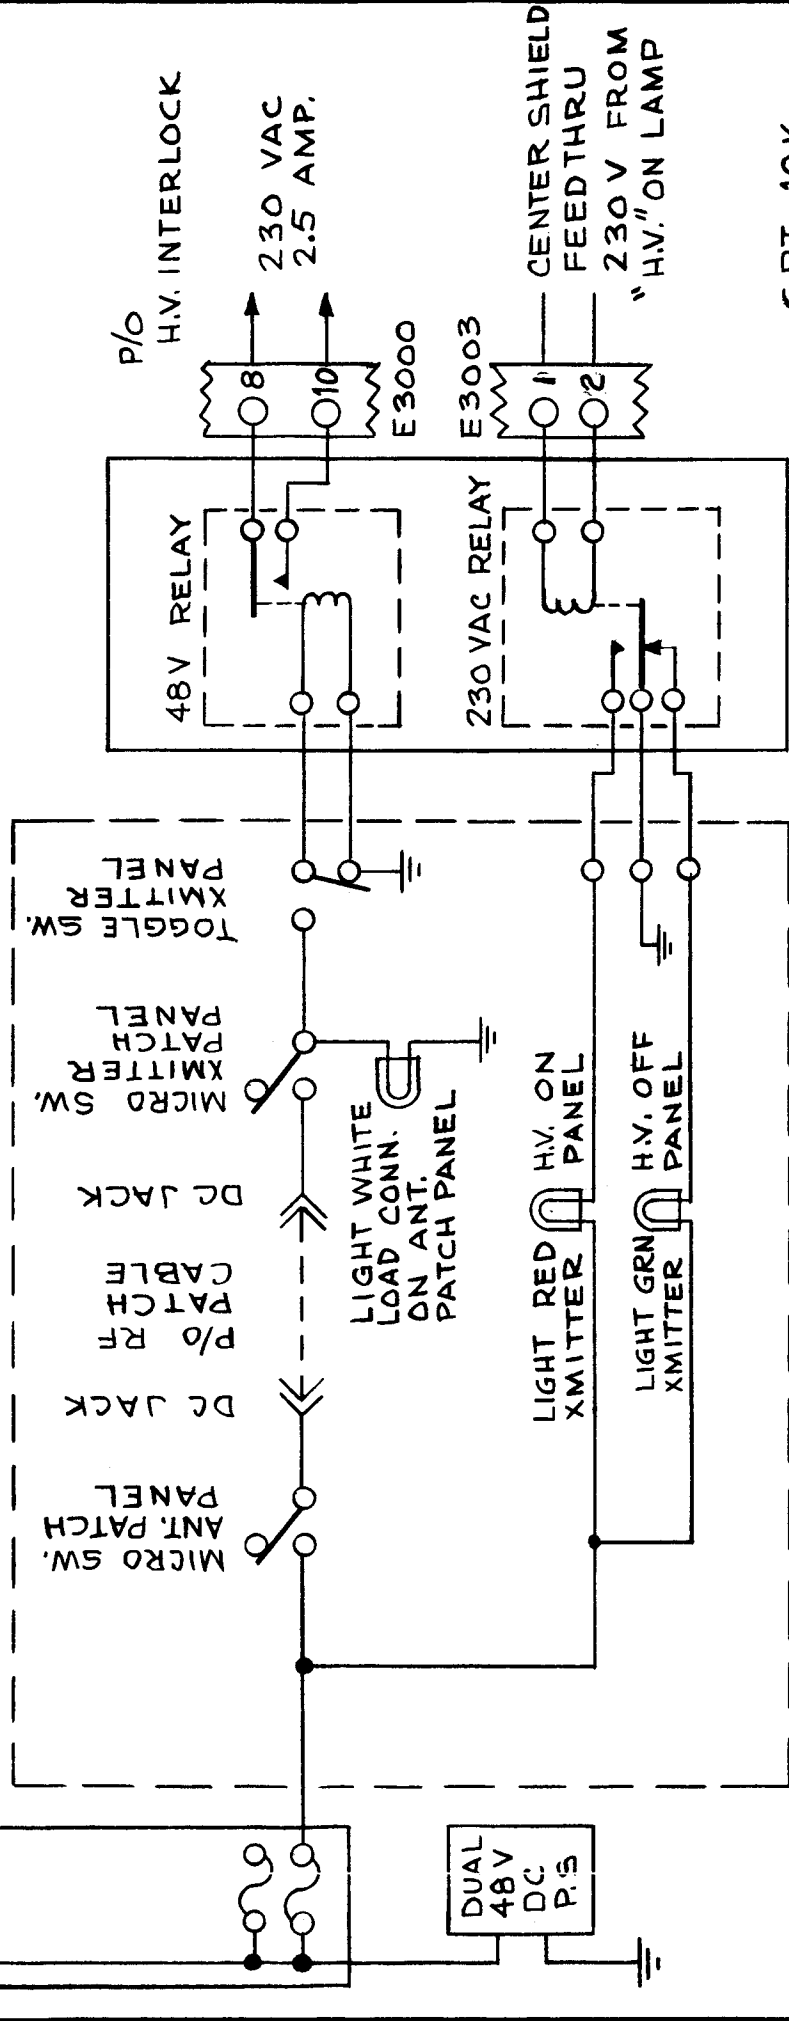 P/O
H.V. INTERLOCK
230 VAC
2.5 AMP.
8
10
E3000
CENTER SHIELD
FEEDTHRU
230V FROM
"H.V." ON LAMP
1
2
E3003
48V RELAY
230 VAC RELAY
TOGGLE SW.
XMITTER
PANEL
MICRO SW.
XMITTER
PATCH
PANEL
LIGHT WHITE
LOAD CONN.
ON ANT.
PATCH PANEL
DC JACK
P/O RF
PATCH
CABLE
DC JACK
MICRO SW.
ANT. PATCH
PANEL
LIGHT RED H.V. ON
XMITTER PANEL
LIGHT GRN H.V. OFF
XMITTER PANEL
DUAL
48V
DC
P.S